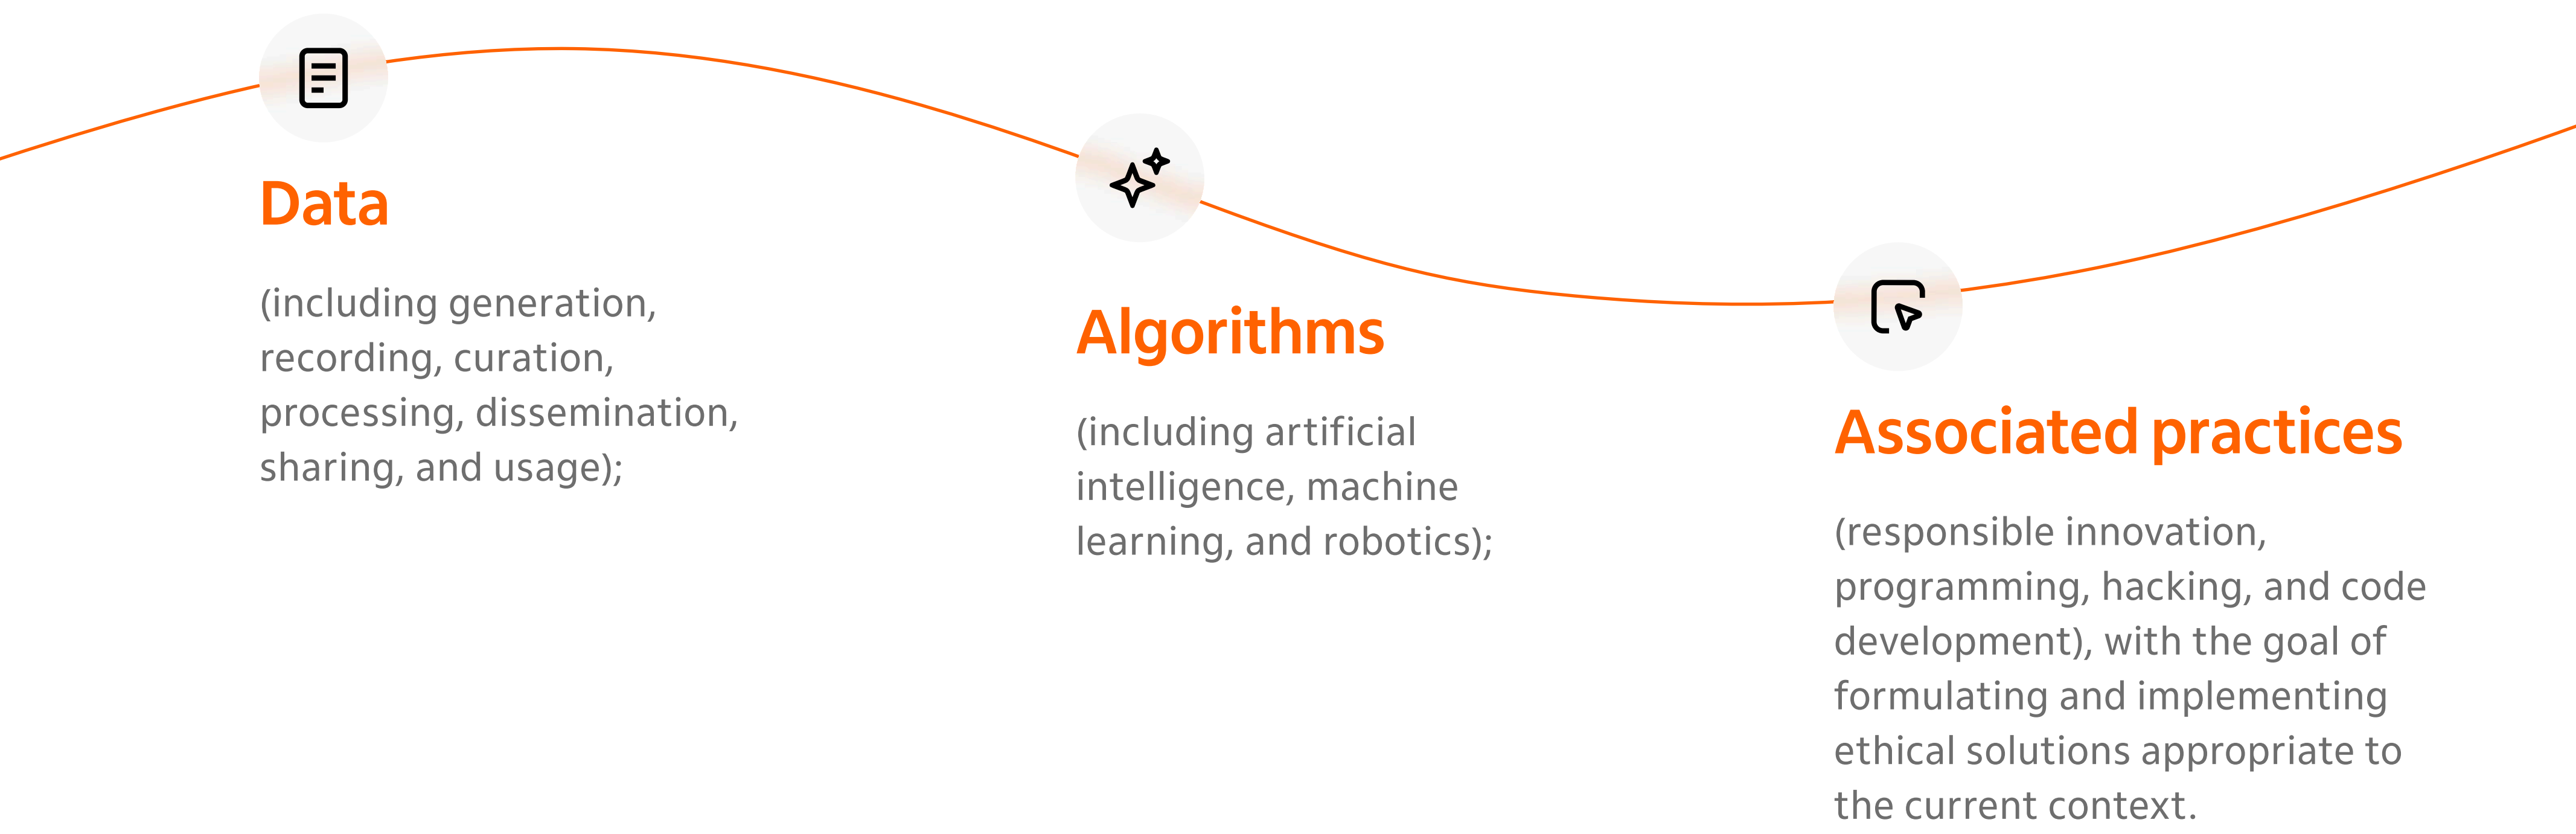 Data
(including generation,
recording, curation,
processing, dissemination,
sharing, and usage);
Algorithms
(including artificial
intelligence, machine
learning, and robotics);
Associated practices
(responsible innovation,
programming, hacking, and code
development), with the goal of
formulating and implementing
ethical solutions appropriate to
the current context.